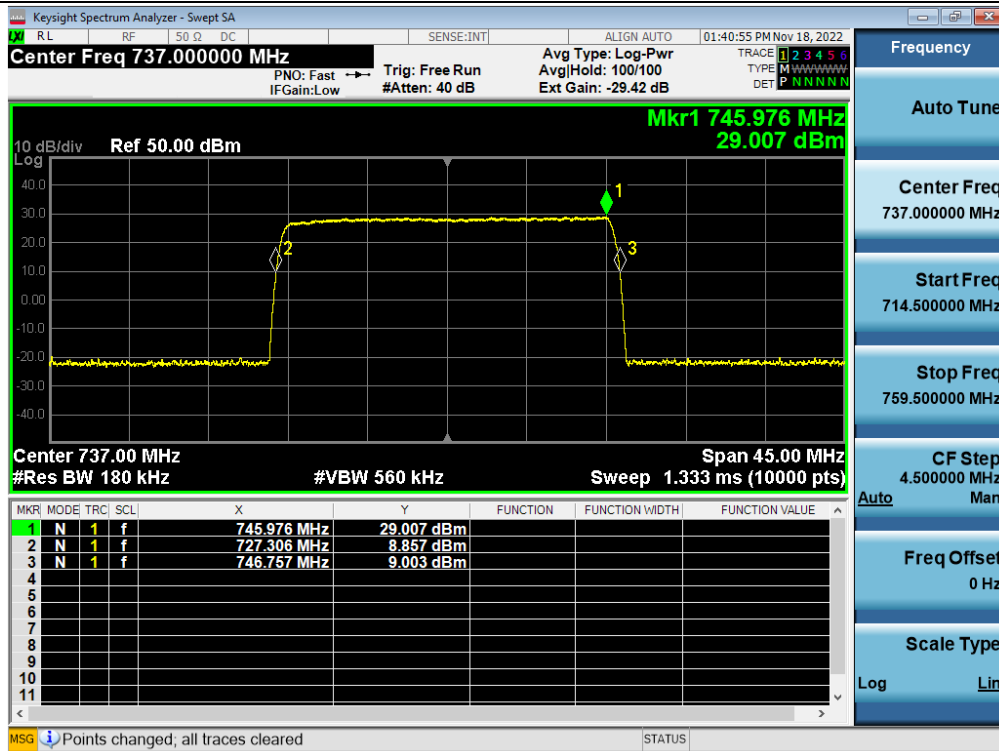 Keysight Spectrum Analyzer - Swept SA
LXI RL RF 50 Ω DC SENSE:INT ALIGN AUTO 01:40:55 PM Nov 18, 2022
Center Freq 737.000000 MHz
PNO: Fast
IFGain:Low
Trig: Free Run
#Atten: 40 dB
Avg Type: Log-Pwr
Avg|Hold: 100/100
Ext Gain: -29.42 dB
TRACE 1 2 3 4 5 6
TYPE M WWWWW
DET P N N N N N
Mkr1 745.976 MHz
29.007 dBm
10 dB/div Ref 50.00 dBm
Log
40.0
30.0
20.0
10.0
0.00
-10.0
-20.0
-30.0
-40.0
1
2
3
Center 737.00 MHz Span 45.00 MHz
#Res BW 180 kHz #VBW 560 kHz Sweep 1.333 ms (10000 pts)
MKR MODE TRC SCL X Y FUNCTION FUNCTION WIDTH FUNCTION VALUE
1 N 1 f 745.976 MHz 29.007 dBm
2 N 1 f 727.306 MHz 8.857 dBm
3 N 1 f 746.757 MHz 9.003 dBm
4
5
6
7
8
9
10
11
MSG Points changed; all traces cleared STATUS
Frequency
Auto Tune
Center Freq
737.000000 MHz
Start Freq
714.500000 MHz
Stop Freq
759.500000 MHz
CF Step
4.500000 MHz
Auto Man
Freq Offset
0 Hz
Scale Type
Log Lin